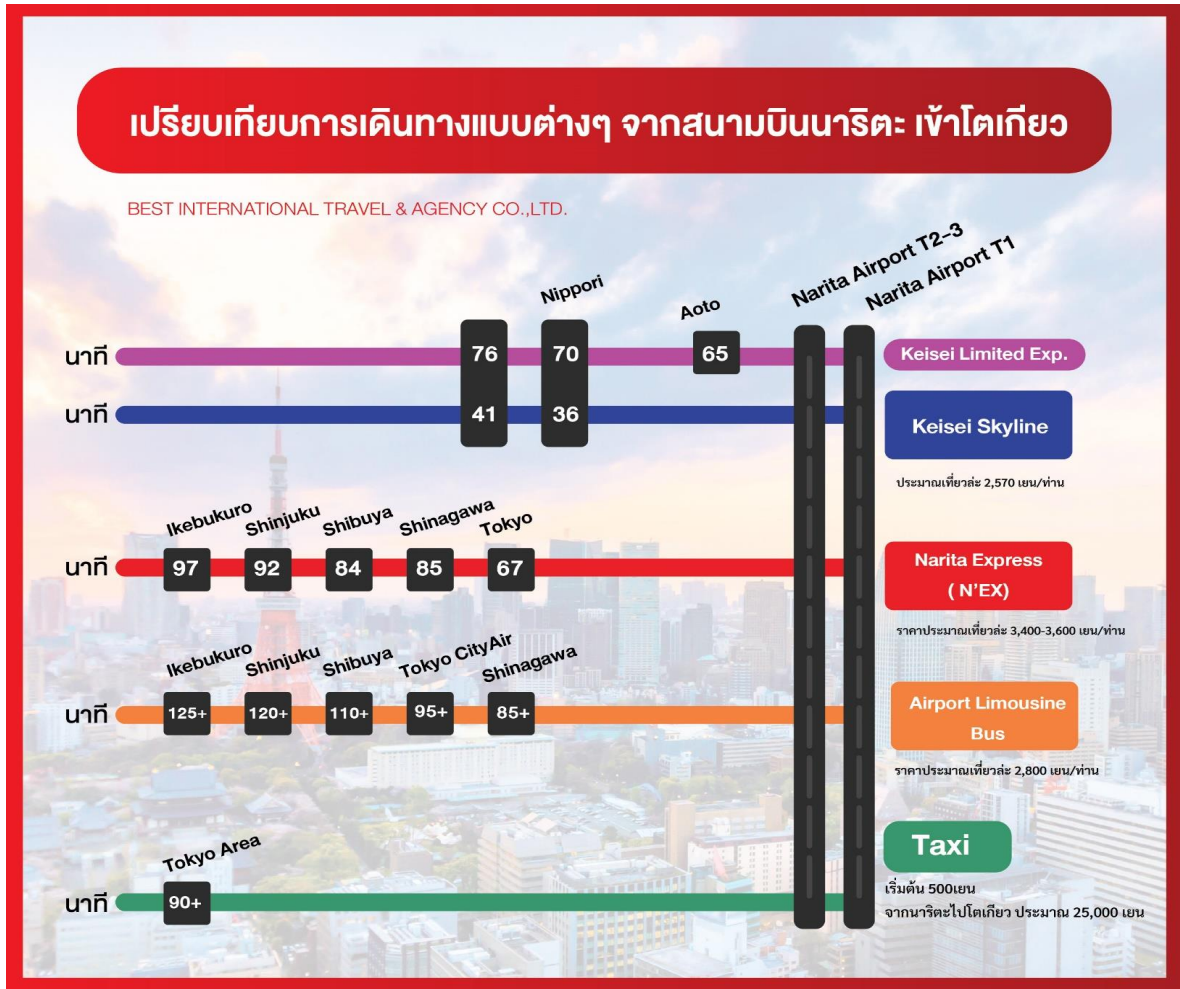 เปรียบเทียบการเดินทางแบบต่างๆ จากสนามบินนาริตะ เข้าโตเกียว
BEST INTERNATIONAL TRAVEL & AGENCY CO.,LTD.
Narita Airport T2-3
Narita Airport T1
Nippori
Aoto
นาที
76
70
65
Keisei Limited Exp.
นาที
41
36
Keisei Skyline
ประมาณเที่ยวล่ะ 2,570 เยน/ท่าน
Ikebukuro
Shinjuku
Shibuya
Shinagawa
Tokyo
นาที
97
92
84
85
67
Narita Express
( N'EX)
ราคาประมาณเที่ยวล่ะ 3,400-3,600 เยน/ท่าน
Ikebukuro
Shinjuku
Shibuya
Tokyo CityAir
Shinagawa
นาที
125+
120+
110+
95+
85+
Airport Limousine
Bus
ราคาประมาณเที่ยวล่ะ 2,800 เยน/ท่าน
Tokyo Area
นาที
90+
Taxi
เริ่มต้น 500เยน
จากนาริตะไปโตเกียว ประมาณ 25,000 เยน